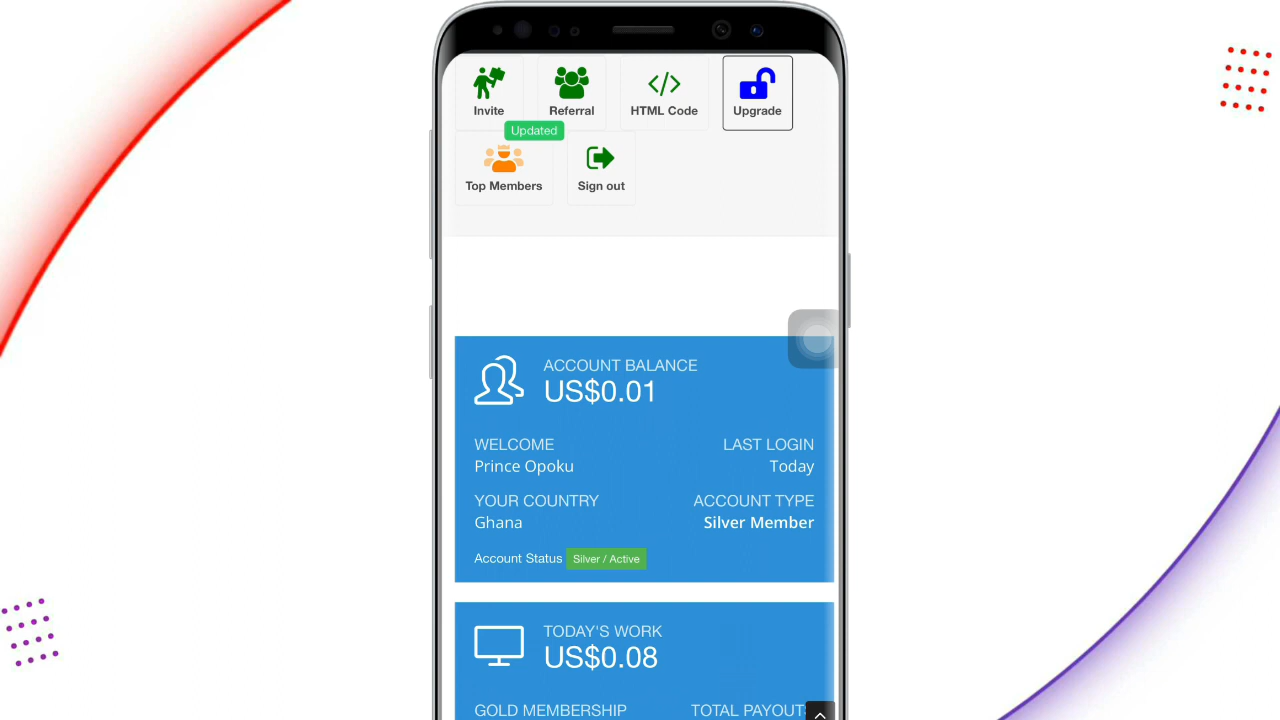 Invite
Referral
HTML Code
Upgrade
Updated
Top Members
Sign out
ACCOUNT BALANCE
US$0.01
WELCOME
LAST LOGIN
Prince Opoku
Today
YOUR COUNTRY
ACCOUNT TYPE
Ghana
Silver Member
Account Status Silver / Active
TODAY'S WORK
US$0.08
GOLD MEMBERSHIP
TOTAL PAYOUTS